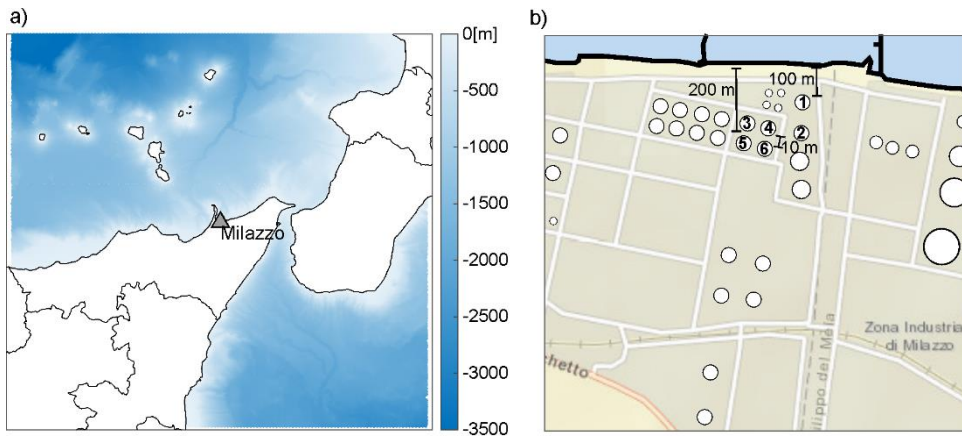 a)
0[m]
-500
-1000
-1500
-2000
-2500
-3000
-3500
Milazzo
b)
100 m
200 m
1
3
4
2
5
6
10 m
Zona Industria
di Milazzo
ilippo del Mela
chetto